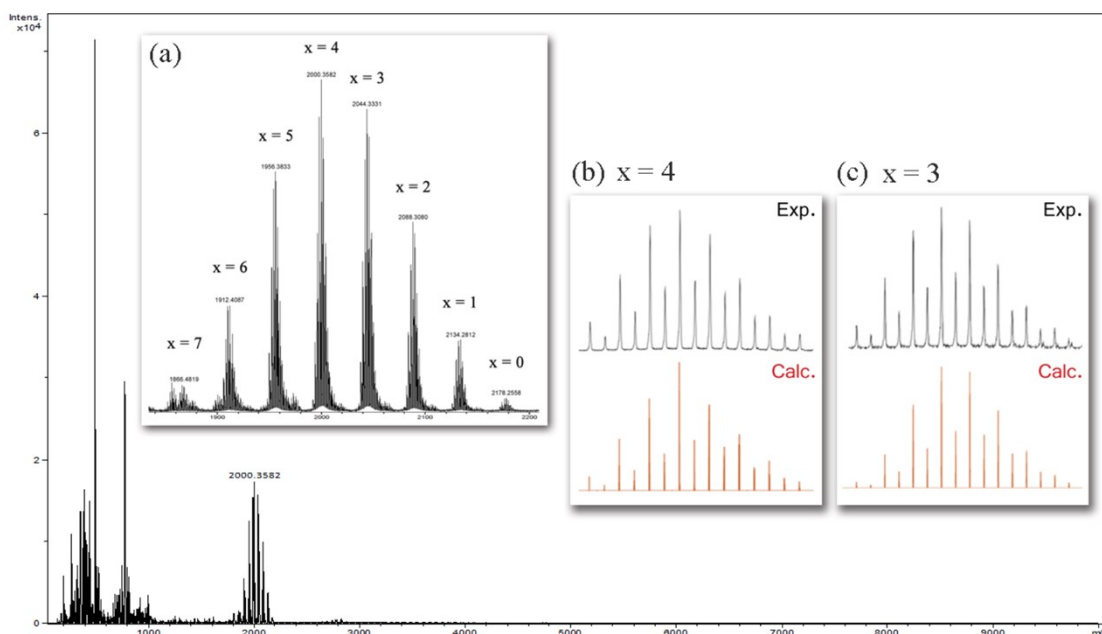 Intens.
x10⁴
6
4
2
0
1000
2000
3000
4000
5000
6000
7000
8000
9000
2000.3582
(a)
x = 4
2000.3582
x = 3
2044.3331
x = 5
1956.3833
x = 2
2088.3080
x = 6
1912.4087
x = 1
2134.2812
x = 7
1866.4819
x = 0
2178.2558
1900
2000
2100
2200
(b) x = 4
Exp.
Calc.
(c) x = 3
Exp.
Calc.